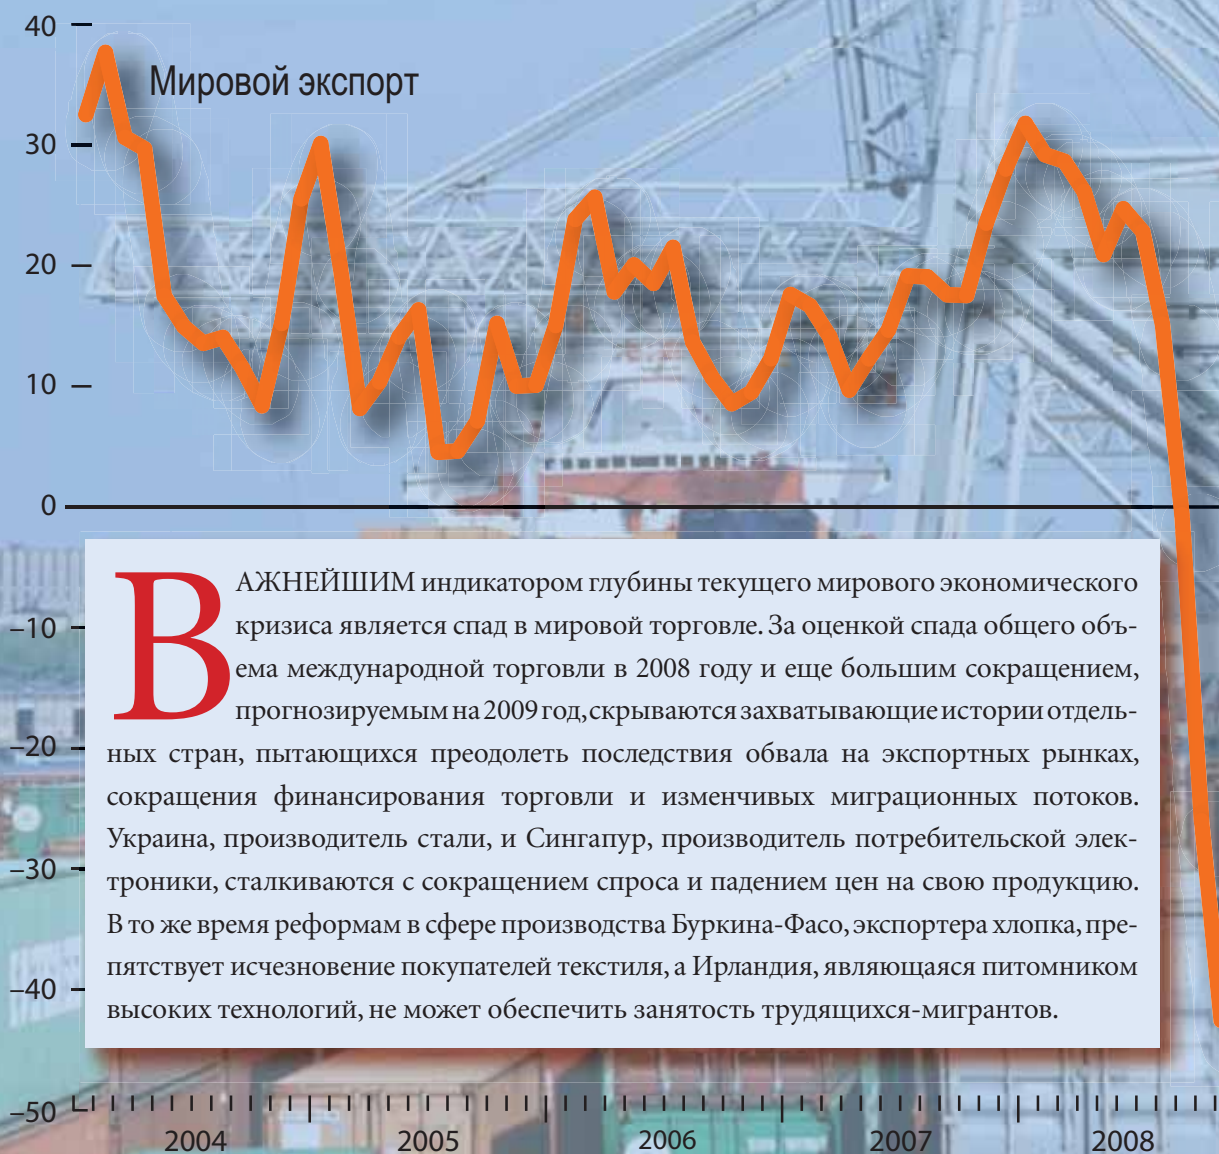 40
Мировой экспорт
30
20
10
0
–10
–20
–30
–40
–50
ВАЖНЕЙШИМ индикатором глубины текущего мирового экономического
кризиса является спад в мировой торговле. За оценкой спада общего объ-
ема международной торговли в 2008 году и еще большим сокращением,
прогнозируемым на 2009 год, скрываются захватывающие истории отдель-
ных стран, пытающихся преодолеть последствия обвала на экспортных рынках,
сокращения финансирования торговли и изменчивых миграционных потоков.
Украина, производитель стали, и Сингапур, производитель потребительской элек-
троники, сталкиваются с сокращением спроса и падением цен на свою продукцию.
В то же время реформам в сфере производства Буркина-Фасо, экспортера хлопка, пре-
пятствует исчезновение покупателей текстиля, а Ирландия, являющаяся питомником
высоких технологий, не может обеспечить занятость трудящихся-мигрантов.
2004 2005 2006 2007 2008